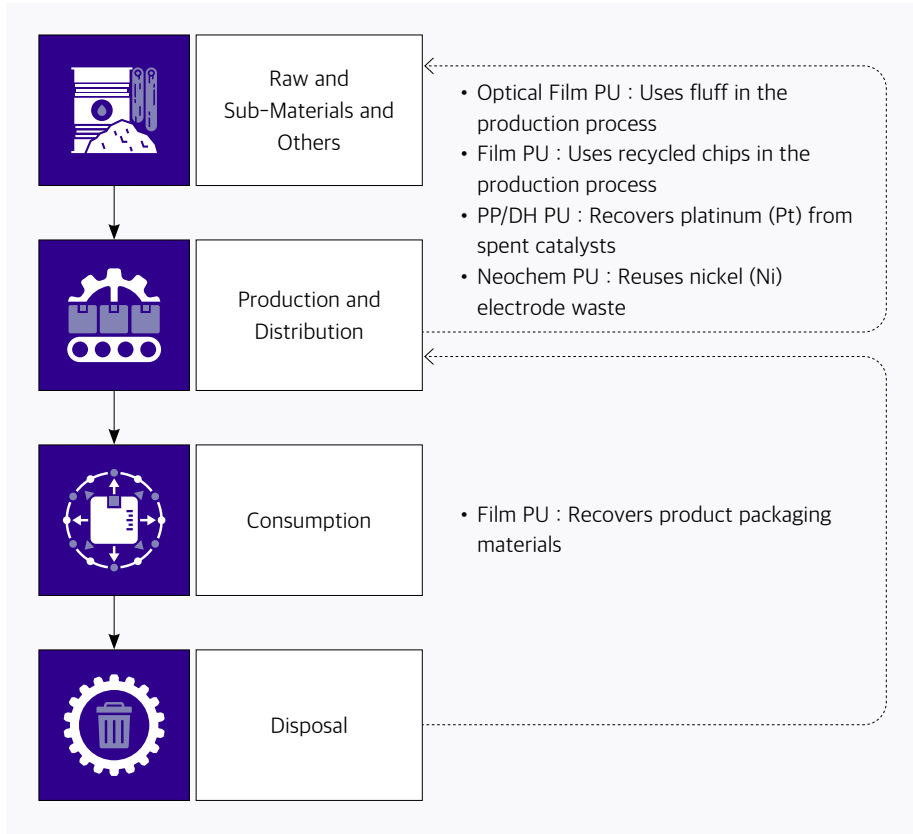 Raw and
Sub-Materials and
Others
• Optical Film PU : Uses fluff in the
production process
• Film PU : Uses recycled chips in the
production process
• PP/DH PU : Recovers platinum (Pt) from
spent catalysts
• Neochem PU : Reuses nickel (Ni)
electrode waste
Production and
Distribution
Consumption
• Film PU : Recovers product packaging
materials
Disposal